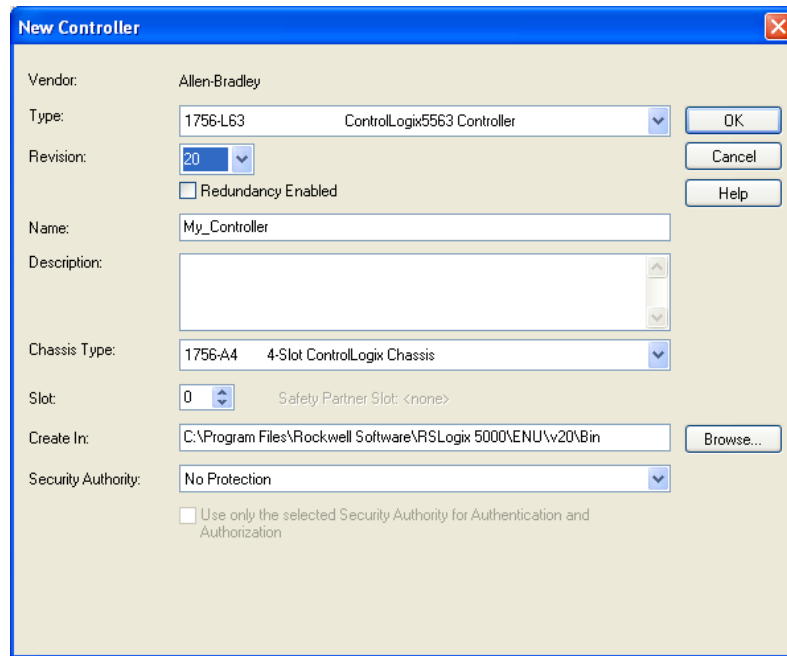 New Controller
Vendor: Allen-Bradley
Type: 1756-L63 ControlLogix5563 Controller OK
Revision: 20 Cancel
Redundancy Enabled Help
Name: My_Controller
Description:
Chassis Type: 1756-A4 4-Slot ControlLogix Chassis
Slot: 0 Safety Partner Slot: <none>
Create In: C:\Program Files\Rockwell Software\RSLogix 5000\ENU\v20\Bin Browse...
Security Authority: No Protection
Use only the selected Security Authority for Authentication and
Authorization